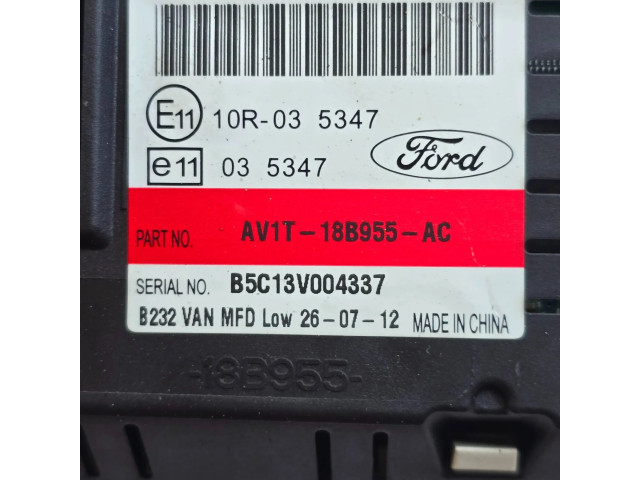 E11 10R-03 5347
e11 03 5347
Ford
PART NO. AV1T-18B955-AC
SERIAL NO. B5C13V004337
B232 VAN MFD Low 26-07-12 MADE IN CHINA
-18B955-